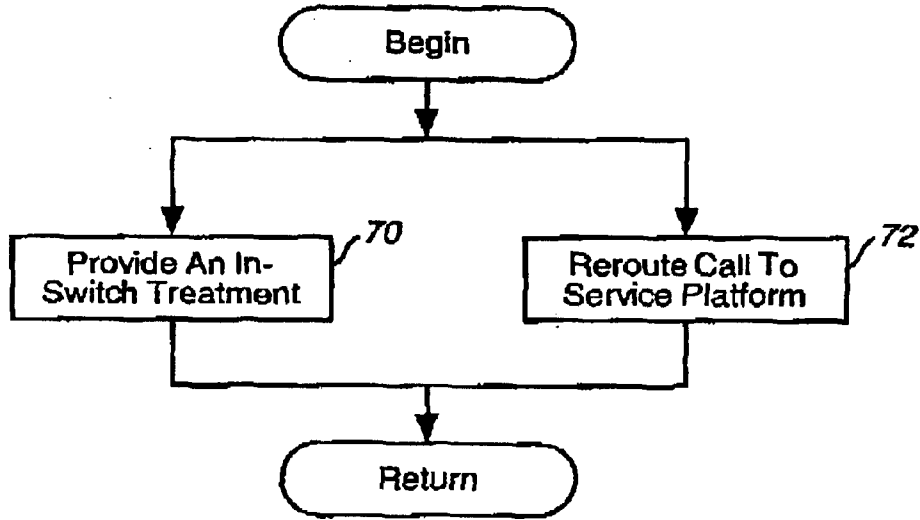 Begin
70
Provide An In-
Switch Treatment
72
Reroute Call To
Service Platform
Return